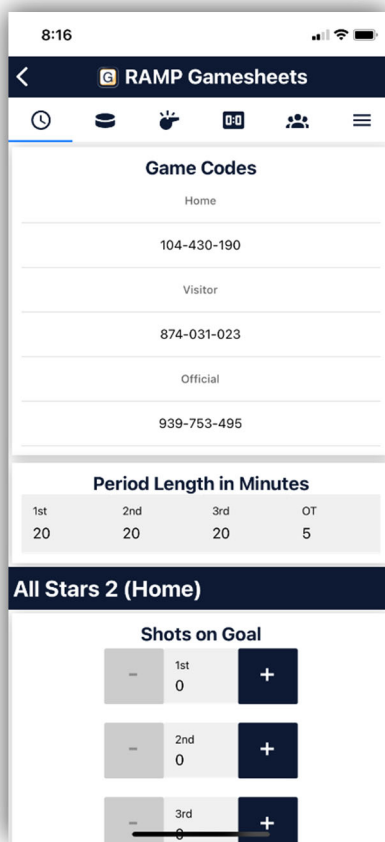 8:16
G RAMP Gamesheets
0:0
Game Codes
Home
104-430-190
Visitor
874-031-023
Official
939-753-495
Period Length in Minutes
1st 2nd 3rd OT
20 20 20 5
All Stars 2 (Home)
Shots on Goal
1st
- 0 +
2nd
- 0 +
3rd
- 0 +